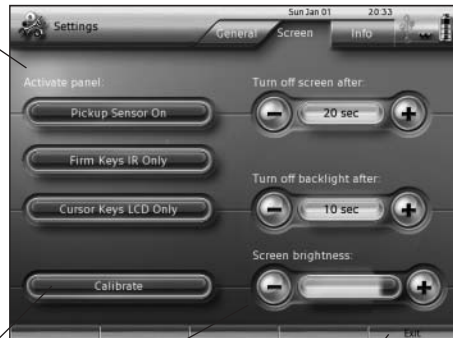 Sun Jan 01 20:33
Settings
General Screen Info
Activate panel:
Pickup Sensor On
Firm Keys IR Only
Cursor Keys LCD Only
Calibrate
Turn off screen after:
20 sec
Turn off backlight after:
10 sec
Screen brightness:
Exit